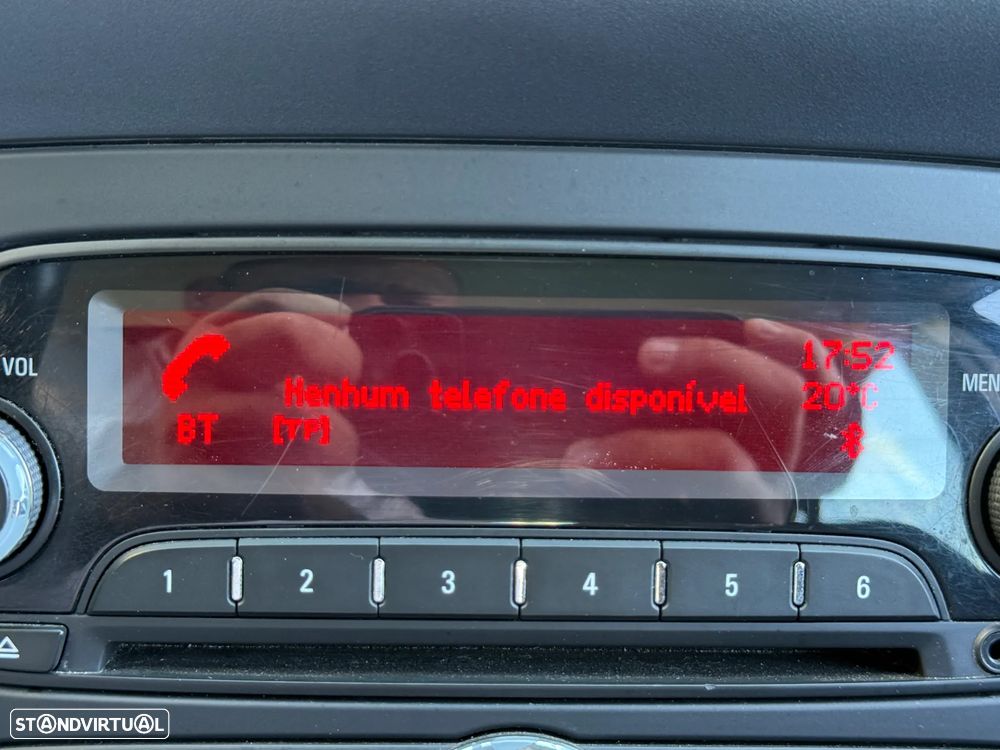 VOL
17:52
MEN
Nenhum telefone disponível 20°C
BT [TP]
1 2 3 4 5 6
STANDVIRTUAL